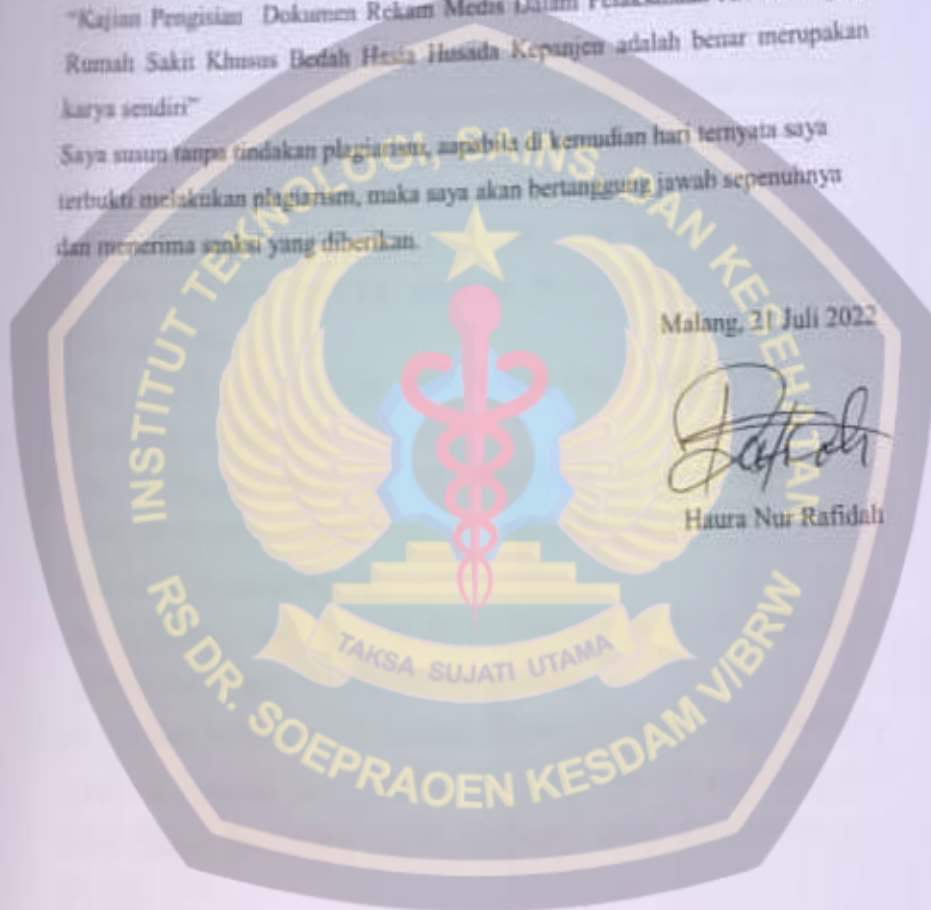 "Kajian Pengisian Dokumen Rekam Medis Dalam
Rumah Sakit Khusus Bedah Hasta Husada Kepanjen adalah benar merupakan
karya sendiri"
Saya susun tanpa tindakan plagiarism, aapabila di kemudian hari ternyata saya
terbukti melakukan plagiarism, maka saya akan bertanggung jawab sepenuhnya
dan menerima sanksi yang diberikan.
Malang, 21 Juli 2022
Haura Nur Rafidah
INSTITUT TEKNOLOGI, SAINS, DAN KESEHATAN
TAKSA SUJATI UTAMA
RS DR. SOEPRAOEN KESDAM V/BRW